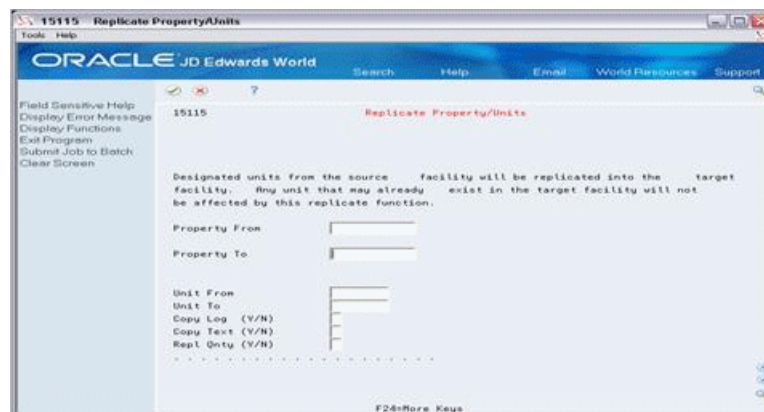 15115 Replicate Property/Units
Tools Help
ORACLE JD Edwards World
Search Help Email World Resources Support
Field Sensitive Help
Display Error Message
Display Functions
Exit Program
Submit Job to Batch
Clear Screen
?
15115 Replicate Property/Units
Designated units from the source facility will be replicated into the target
facility. Any unit that may already exist in the target facility will not
be affected by this replicate function.
Property From
Property To
Unit From
Unit To
Copy Log (Y/N)
Copy Text (Y/N)
Repl Qnty (Y/N)
. . . . . . . . . . . . . . . . . . . . . .
F24=More Keys